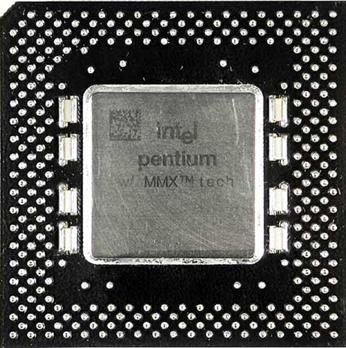 intel
pentium
w/ MMX™ tech